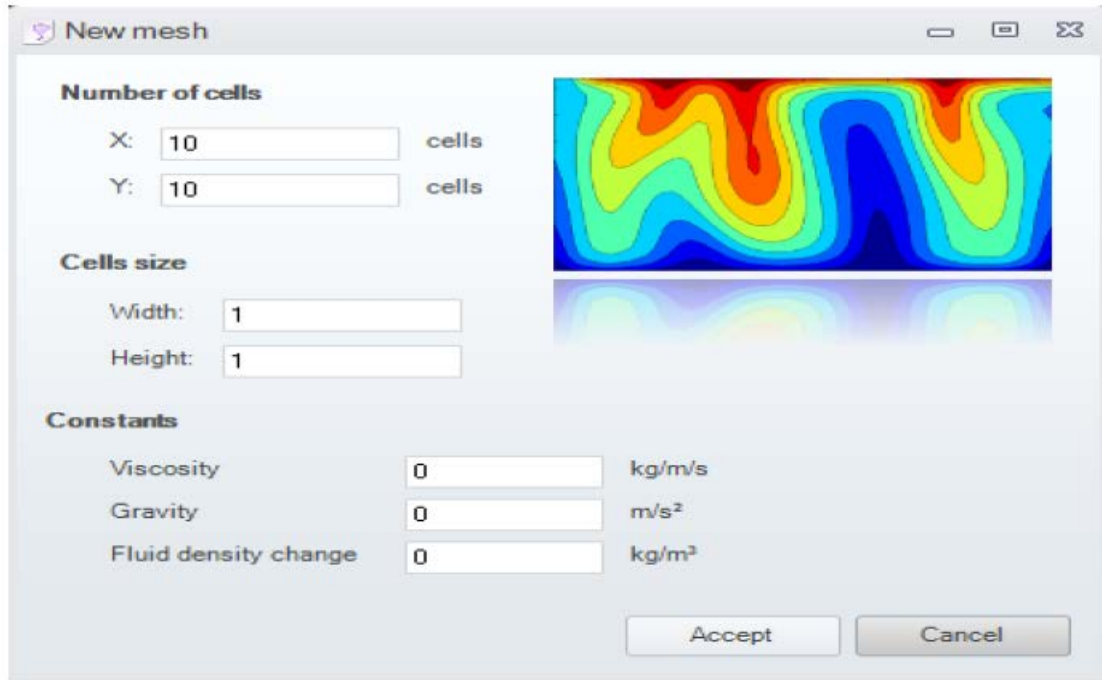 New mesh
Number of cells
X: 10 cells
Y: 10 cells
Cells size
Width: 1
Height: 1
Constants
Viscosity 0 kg/m/s
Gravity 0 m/s²
Fluid density change 0 kg/m³
Accept Cancel